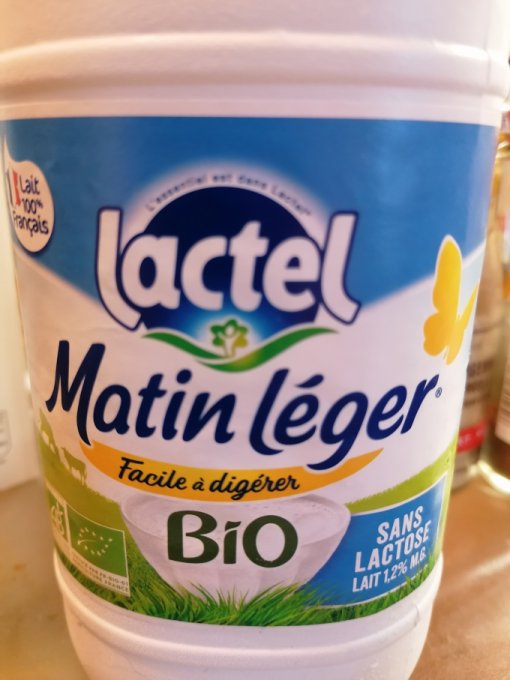 Lait
100%
Français
L'essentiel est dans Lactel
lactel
Matin léger®
Facile à digérer
BIO
SANS
LACTOSE
LAIT 1,2% M.G.